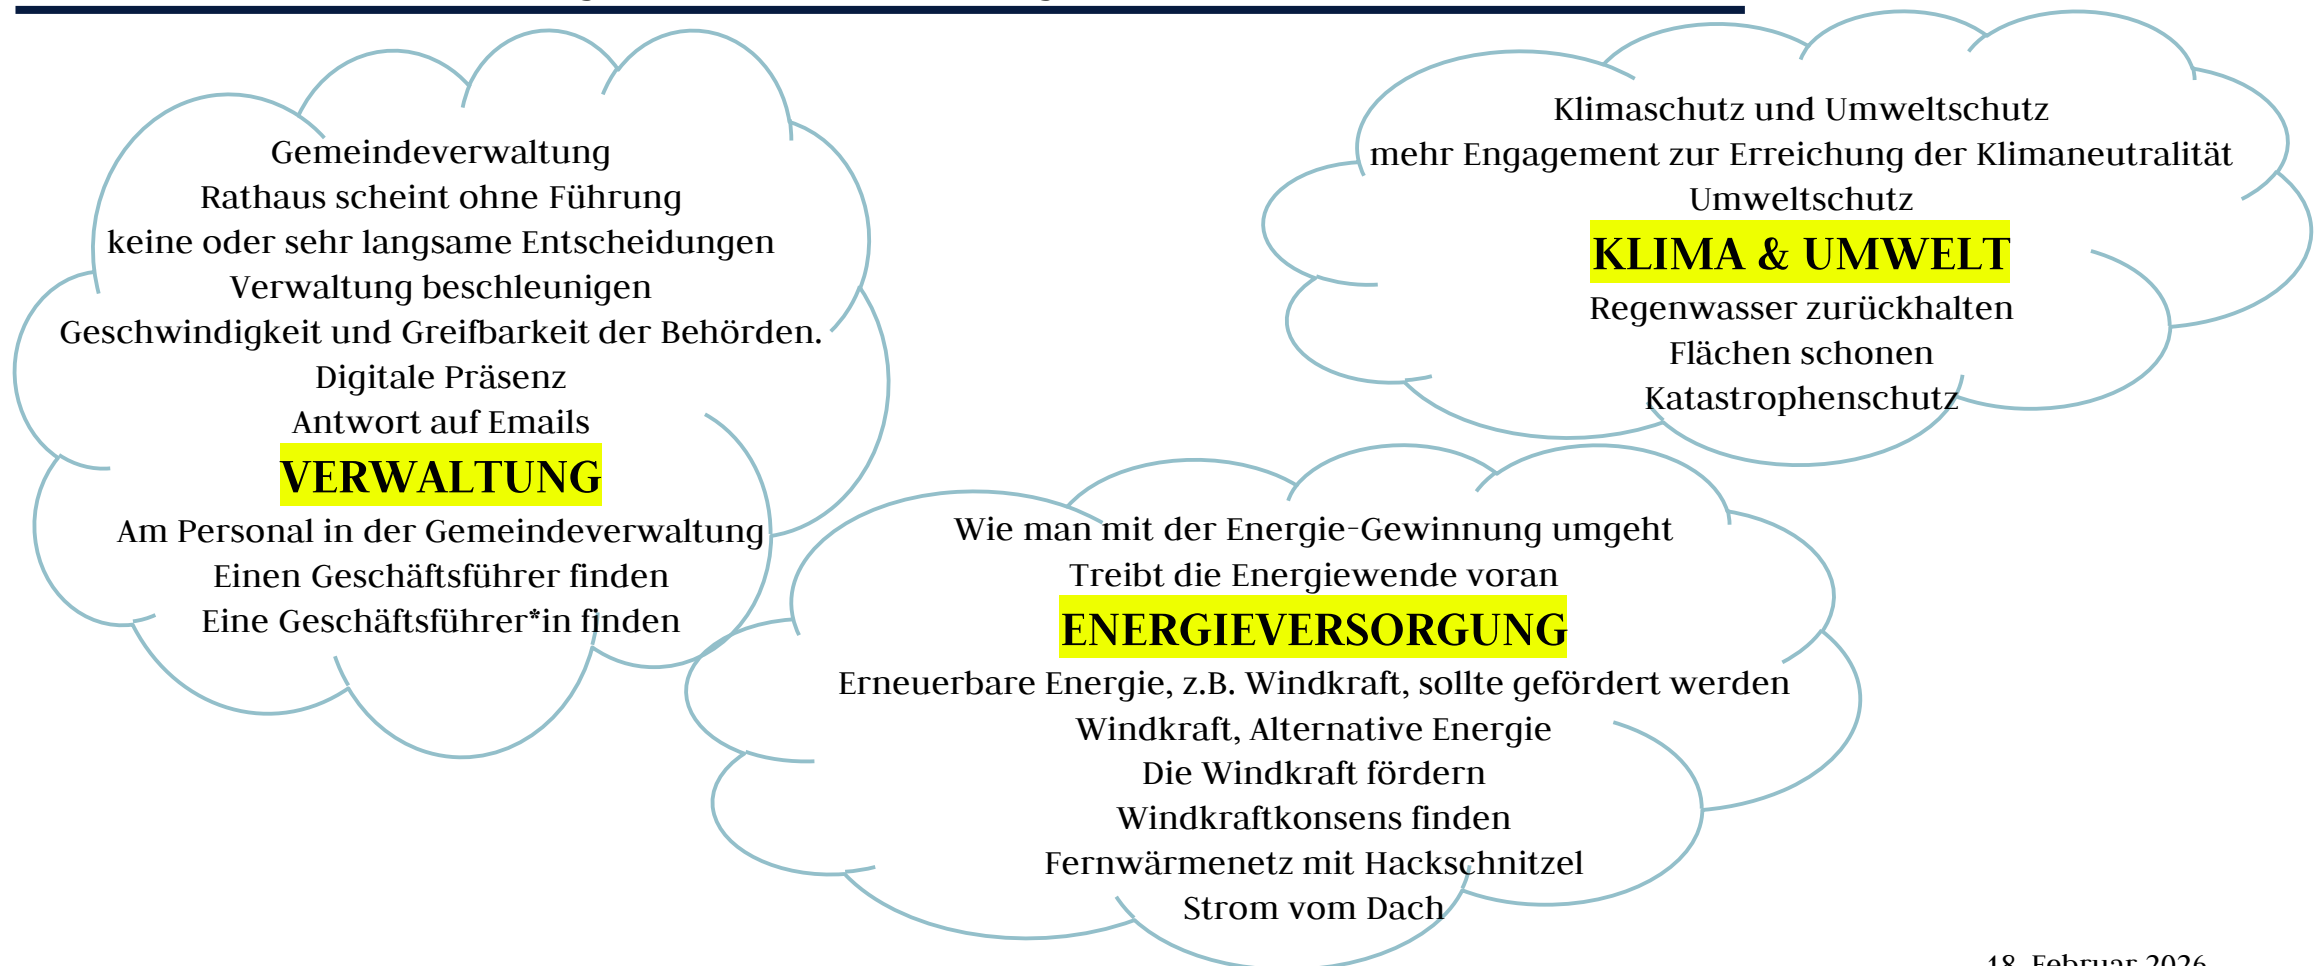 Gemeindeverwaltung
Rathaus scheint ohne Führung
keine oder sehr langsame Entscheidungen
Verwaltung beschleunigen
Geschwindigkeit und Greifbarkeit der Behörden.
Digitale Präsenz
Antwort auf Emails
VERWALTUNG
Am Personal in der Gemeindeverwaltung
Einen Geschäftsführer finden
Eine Geschäftsführer*in finden
Klimaschutz und Umweltschutz
mehr Engagement zur Erreichung der Klimaneutralität
Umweltschutz
KLIMA & UMWELT
Regenwasser zurückhalten
Flächen schonen
Katastrophenschutz
Wie man mit der Energie-Gewinnung umgeht
Treibt die Energiewende voran
ENERGIEVERSORGUNG
Erneuerbare Energie, z.B. Windkraft, sollte gefördert werden
Windkraft, Alternative Energie
Die Windkraft fördern
Windkraftkonsens finden
Fernwärmenetz mit Hackschnitzel
Strom vom Dach
18. Februar 2026